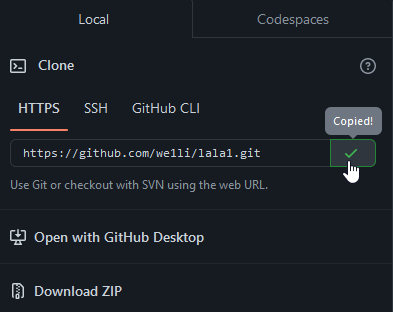 Local
Codespaces
Clone
HTTPS
SSH
GitHub CLI
Copied!
https://github.com/we1li/lala1.git
Use Git or checkout with SVN using the web URL.
Open with GitHub Desktop
Download ZIP